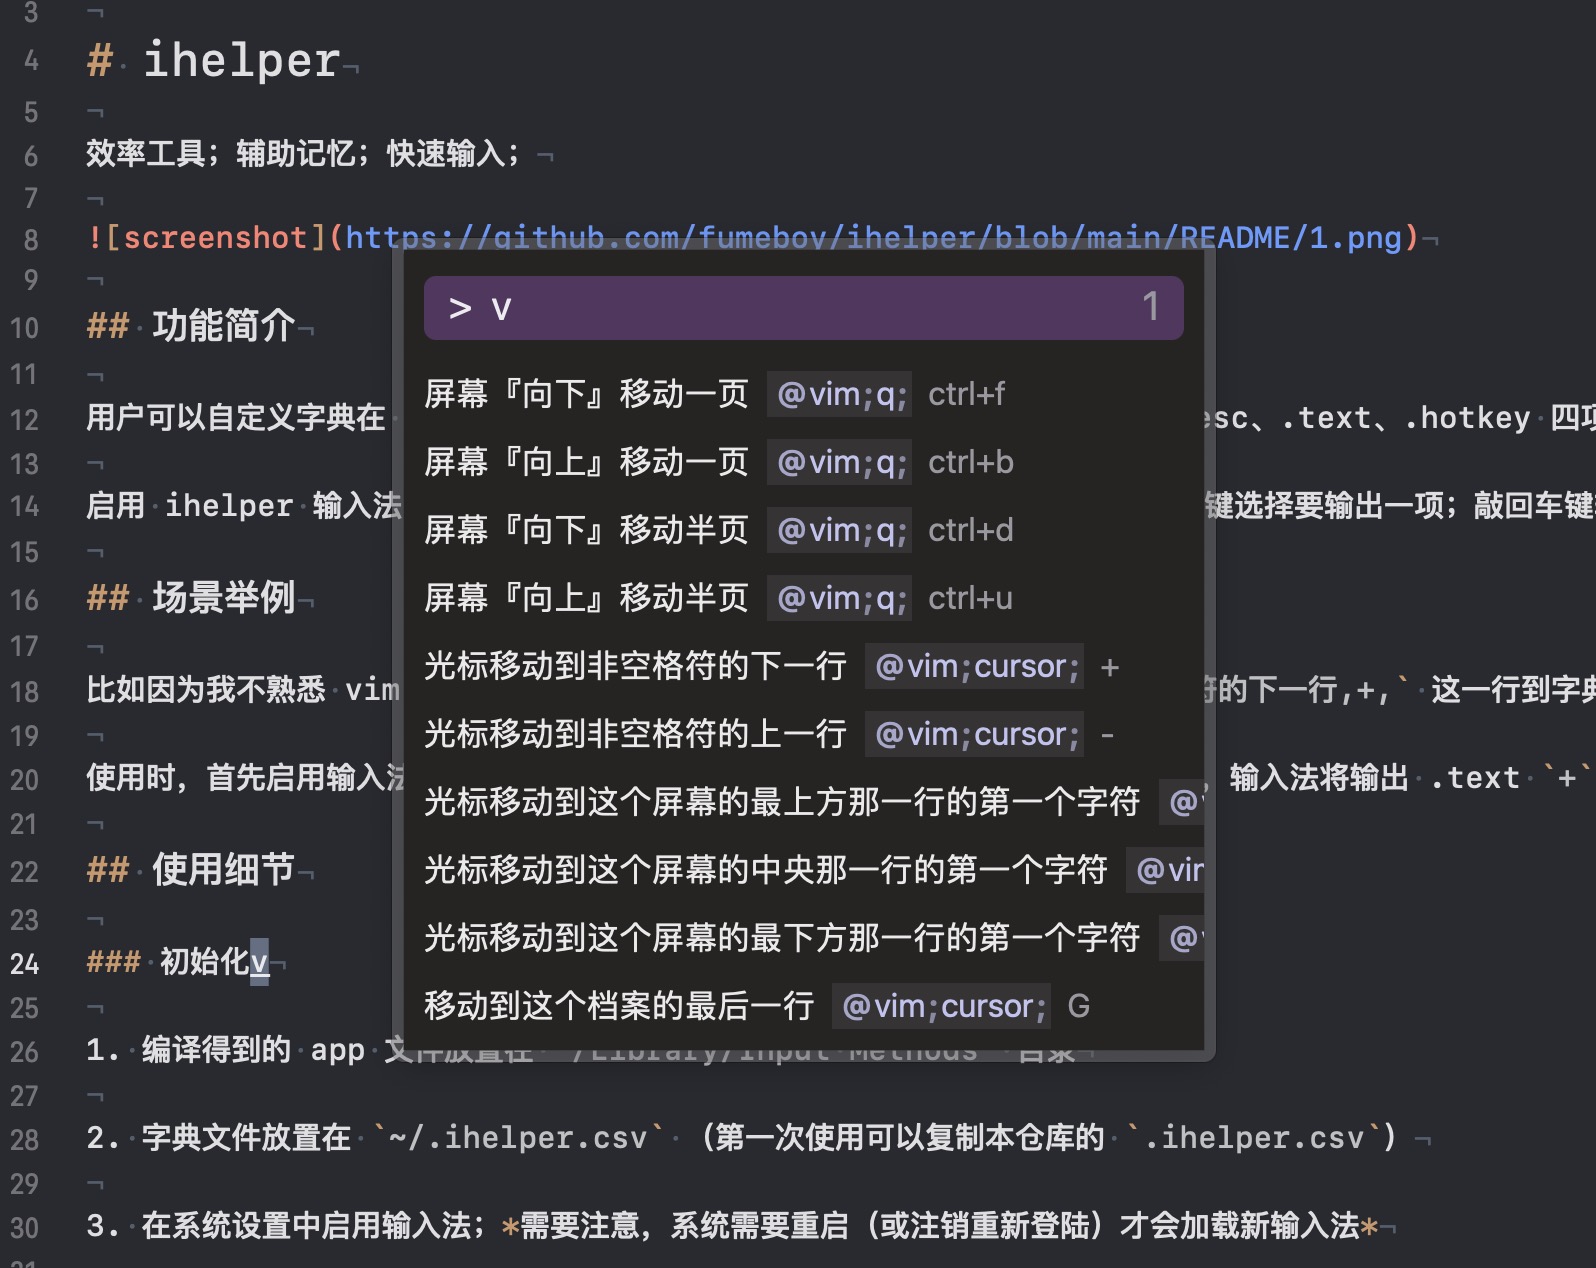 3
4 # ihelper
5
6 效率工具；辅助记忆；快速输入；
7
8 ![screenshot](https://github.com/fumeboy/ihelper/blob/main/README/1.png)
9
10 ## 功能简介
11
12 用户可以自定义字典在 esc、.text、.hotkey 四项
13
14 启用 ihelper 输入法 键选择要输出一项；敲回车键
15
16 ## 场景举例
17
18 比如因为我不熟悉 vim 符的下一行,+,` 这一行到字典
19
20 使用时，首先启用输入法 ，输入法将输出 .text `+`
21
22 ## 使用细节
23
24 ### 初始化v
25
26 1. 编译得到的 app 文件放置在 `/Library/Input Methods` 目录
27
28 2. 字典文件放置在 `~/.ihelper.csv` （第一次使用可以复制本仓库的 `.ihelper.csv`）
29
30 3. 在系统设置中启用输入法；*需要注意，系统需要重启（或注销重新登陆）才会加载新输入法*
31
> v 1
屏幕『向下』移动一页 @vim;q; ctrl+f
屏幕『向上』移动一页 @vim;q; ctrl+b
屏幕『向下』移动半页 @vim;q; ctrl+d
屏幕『向上』移动半页 @vim;q; ctrl+u
光标移动到非空格符的下一行 @vim;cursor; +
光标移动到非空格符的上一行 @vim;cursor; -
光标移动到这个屏幕的最上方那一行的第一个字符 @v
光标移动到这个屏幕的中央那一行的第一个字符 @vim
光标移动到这个屏幕的最下方那一行的第一个字符 @v
移动到这个档案的最后一行 @vim;cursor; G